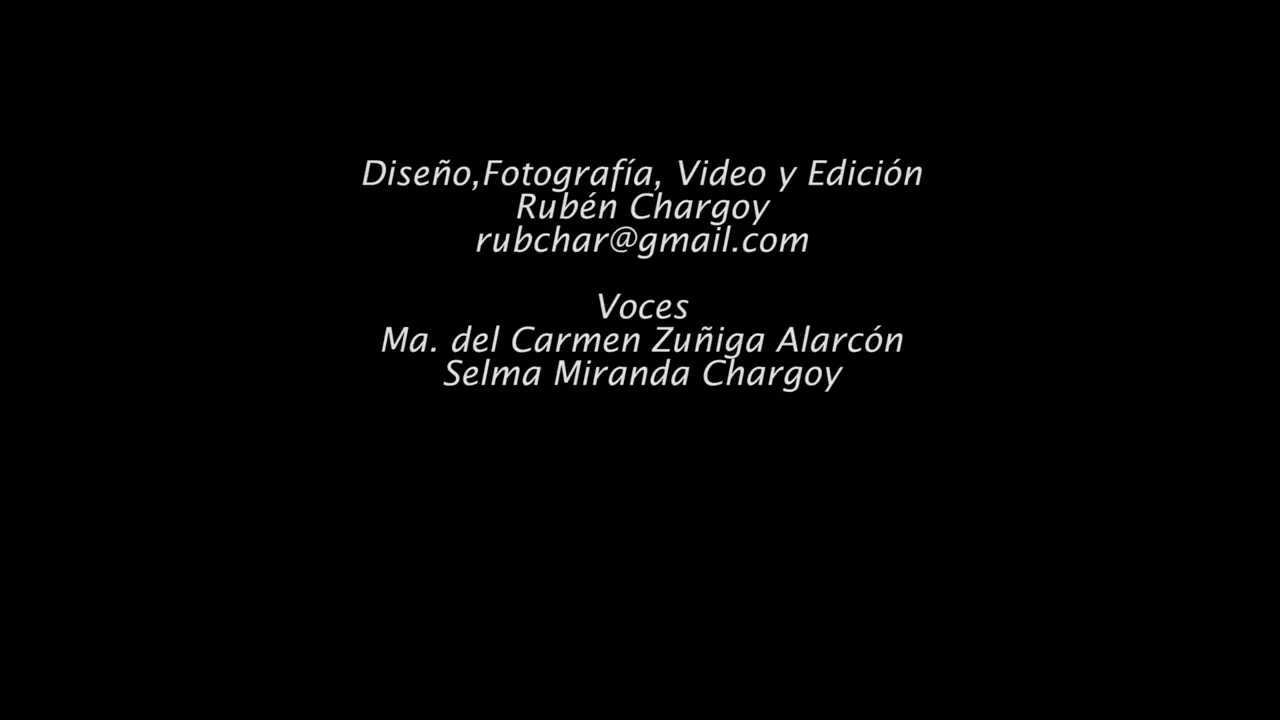 Diseño,Fotografía, Video y Edición
Rubén Chargoy
rubchar@gmail.com
Voces
Ma. del Carmen Zuñiga Alarcón
Selma Miranda Chargoy